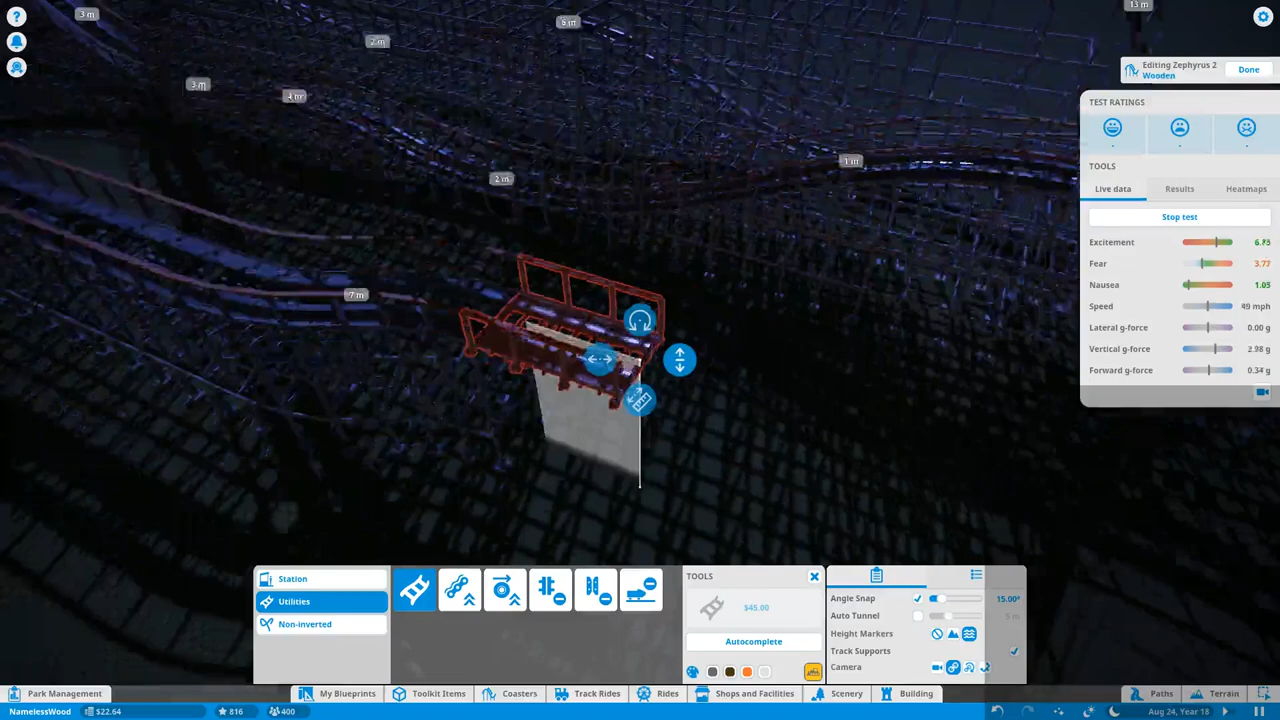 3 m
6 m
13 m
2 m
Editing Zephyrus 2
Wooden
Done
3 m
4 m
TEST RATINGS
- - -
1 m
TOOLS
2 m
Live data Results Heatmaps
Stop test
Excitement
Fear 3.77
Nausea 1.05
7 m
Speed 49 mph
Lateral g-force 0.00 g
Vertical g-force 2.98 g
Forward g-force 0.34 g
Station
Utilities
Non-inverted
TOOLS
$45.00
Autocomplete
Angle Snap 15.00°
Auto Tunnel 5 m
Height Markers
Track Supports
Camera
Park Management My Blueprints Toolkit Items Coasters Track Rides Rides Shops and Facilities Scenery Building Paths Terrain
NamelessWood $22.64 816 400 Aug 24, Year 18